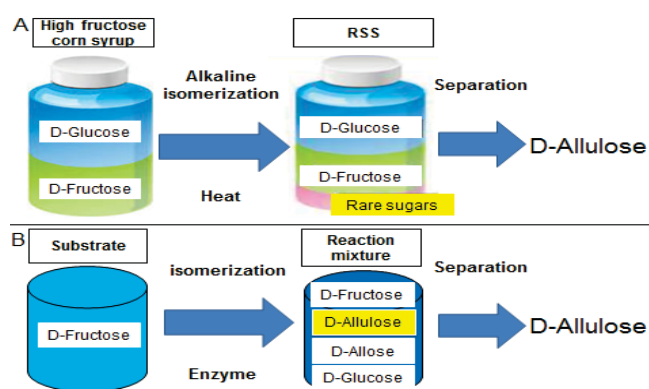 A
High fructose
corn syrup
RSS
Alkaline
isomerization
Separation
D-Glucose
D-Fructose
Heat
D-Glucose
D-Fructose
Rare sugars
D-Allulose
B
Substrate
Reaction
mixture
isomerization
Separation
D-Fructose
Enzyme
D-Fructose
D-Allulose
D-Allose
D-Glucose
D-Allulose